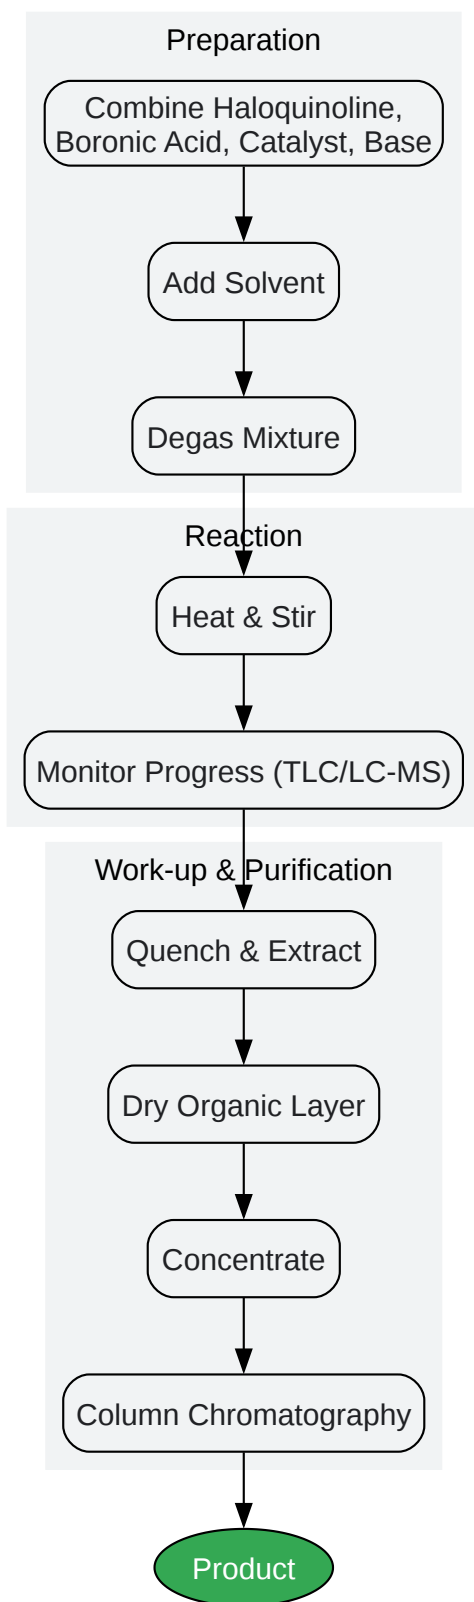 Preparation
Combine Haloquinoline,
Boronic Acid, Catalyst, Base
Add Solvent
Degas Mixture
Reaction
Heat & Stir
Monitor Progress (TLC/LC-MS)
Work-up & Purification
Quench & Extract
Dry Organic Layer
Concentrate
Column Chromatography
Product